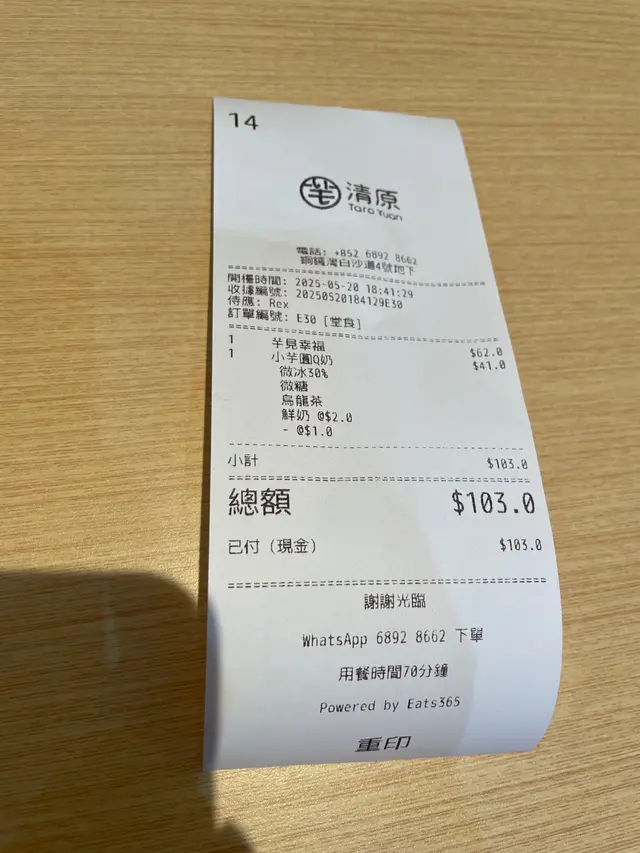 14
芋 清原
Taro Yuan
電話: +852 6892 8662
銅鑼灣白沙道4號地下
開檯時間: 2025-05-20 18:41:29
收據編號: 20250520184129E30
侍應: Rex
訂單編號: E30 [堂食]
1 芋見幸福 $62.0
1 小芋圓Q奶 $41.0
微冰30%
微糖
烏龍茶
鮮奶 @$2.0
- @$1.0
小計 $103.0
總額 $103.0
已付 (現金) $103.0
謝謝光臨
WhatsApp 6892 8662 下單
用餐時間70分鐘
Powered by Eats365
重印